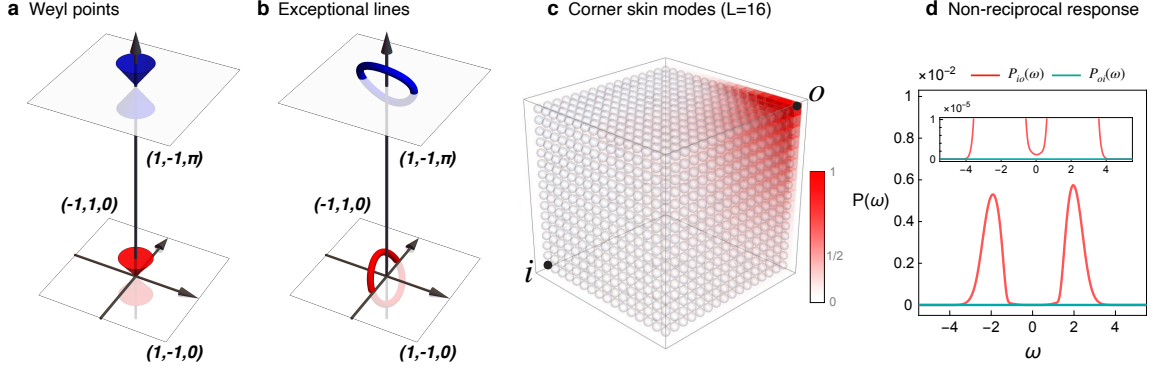 a Weyl points
(1,-1,π)
(-1,1,0)
(1,-1,0)
b Exceptional lines
(1,-1,π)
(-1,1,0)
(1,-1,0)
c Corner skin modes (L=16)
o
i
1
1/2
0
d Non-reciprocal response
P_io(ω) P_oi(ω)
×10⁻²
1
0.8
0.6
0.4
0.2
0
P(ω)
×10⁻⁵
1
0
−4 −2 0 2 4
−4 −2 0 2 4
ω